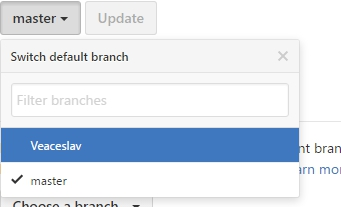 master
Update
Switch default branch
Filter branches
Veaceslav
master
Choose a branch